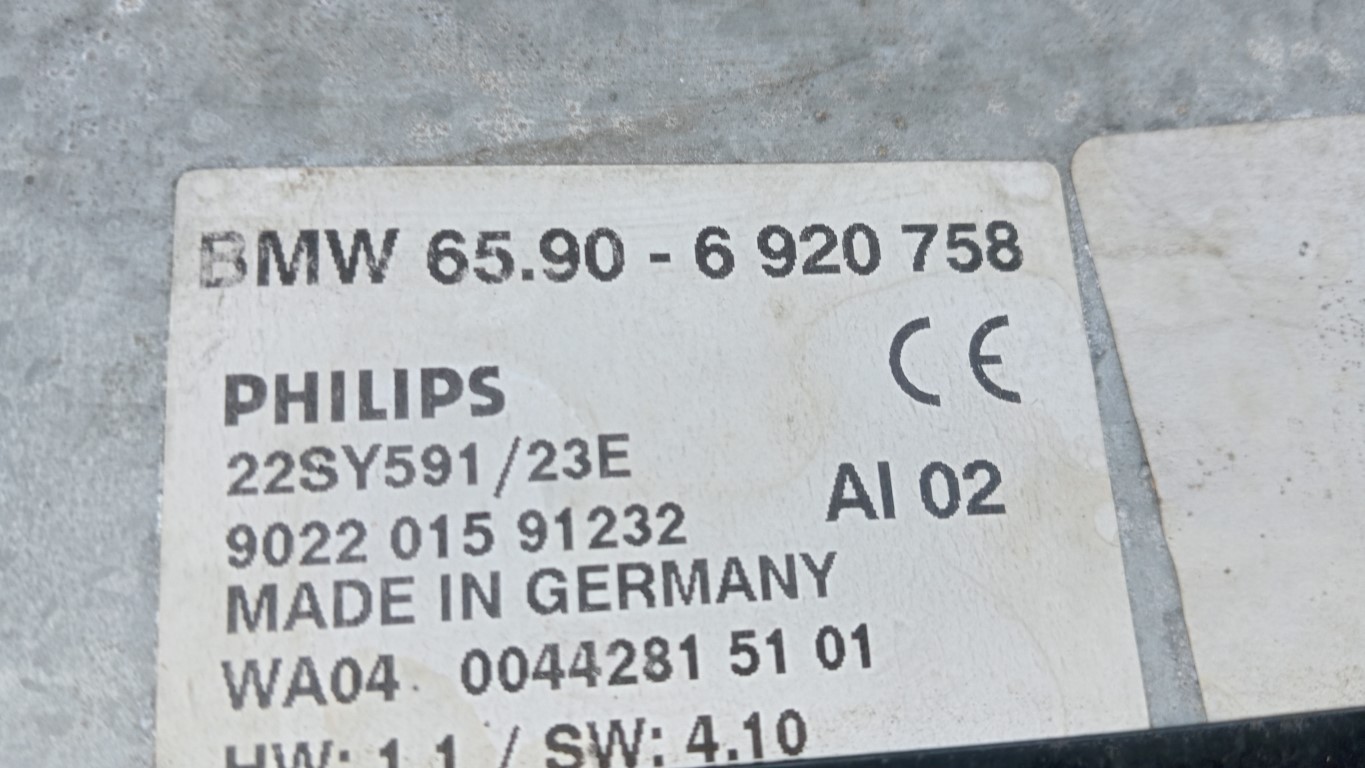 BMW 65.90 - 6 920 758
CE
PHILIPS
22SY591/23E
AI 02
9022 015 91232
MADE IN GERMANY
WA04 0044281 51 01
HW: 1.1 / SW: 4.10